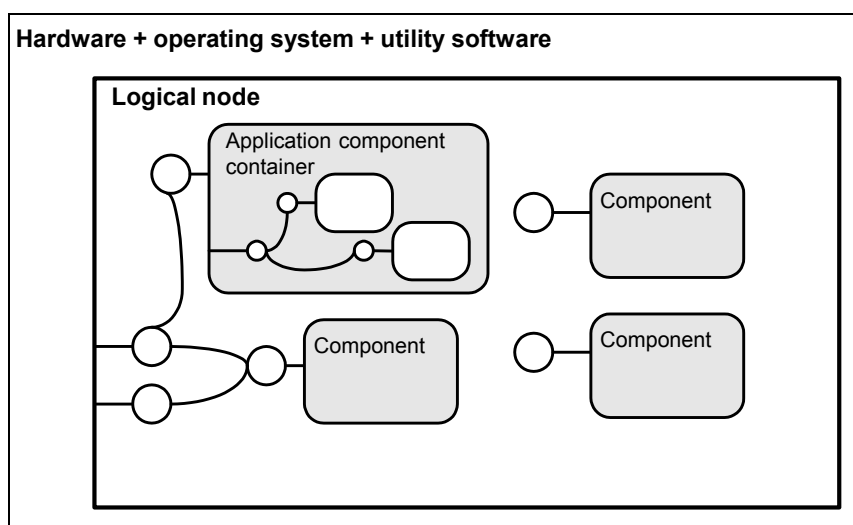 Hardware + operating system + utility software
Logical node
Application component
container
Component
Component
Component